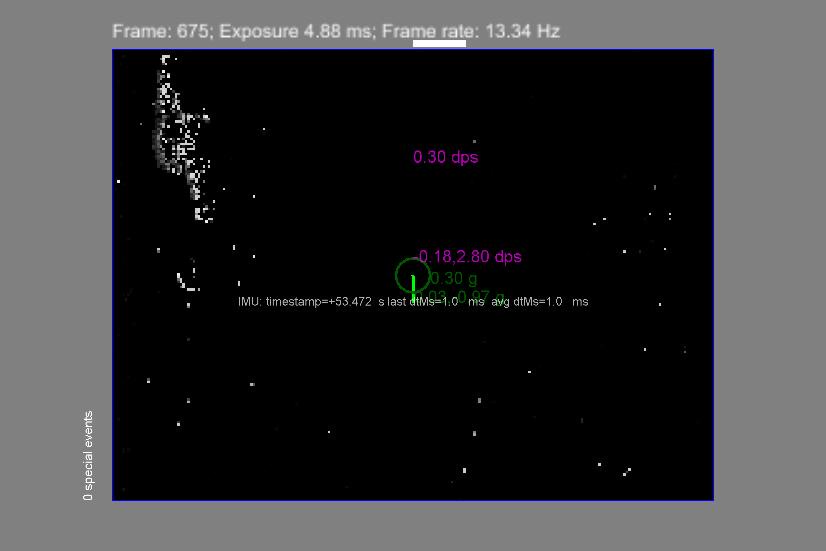 Frame: 675; Exposure 4.88 ms; Frame rate: 13.34 Hz
0.30 dps
-0.18,2.80 dps
0.30 g
IMU: timestamp=+53.472 s last dtMs=1.0 ms avg dtMs=1.0 ms
0 special events